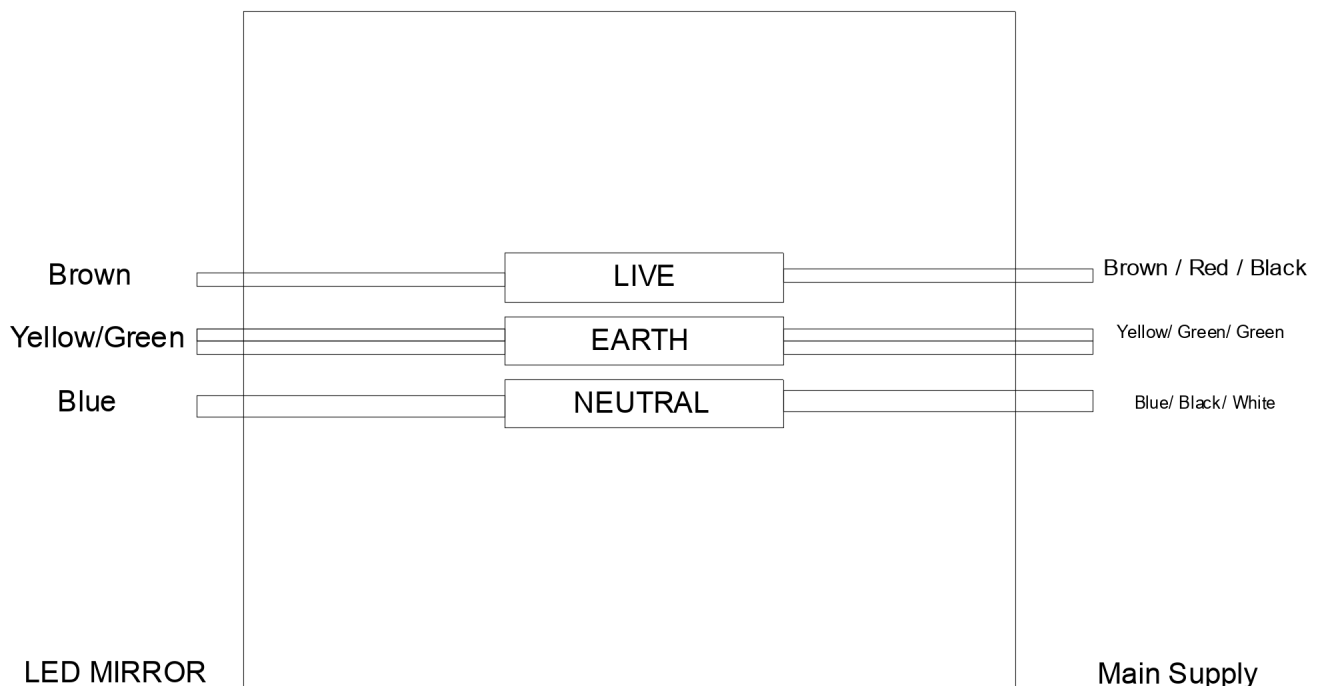 Brown LIVE Brown / Red / Black
Yellow/Green EARTH Yellow/ Green/ Green
Blue NEUTRAL Blue/ Black/ White
LED MIRROR Main Supply